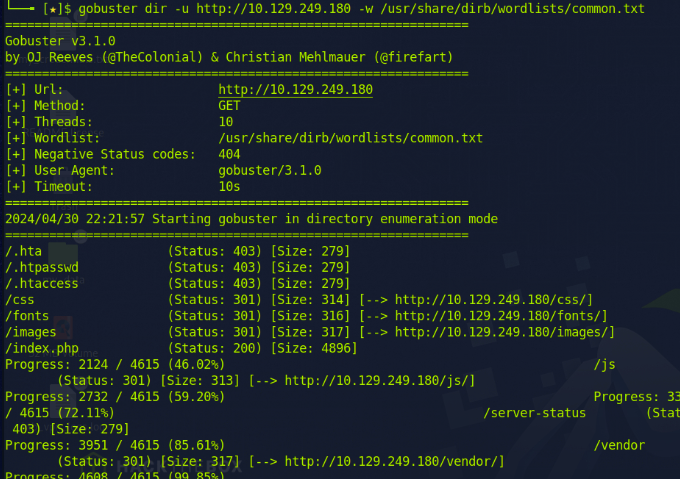 └──╼ [★]$ gobuster dir -u http://10.129.249.180 -w /usr/share/dirb/wordlists/common.txt
===============================================================
Gobuster v3.1.0
by OJ Reeves (@TheColonial) & Christian Mehlmauer (@firefart)
===============================================================
[+] Url:                     http://10.129.249.180
[+] Method:                  GET
[+] Threads:                 10
[+] Wordlist:                /usr/share/dirb/wordlists/common.txt
[+] Negative Status codes:   404
[+] User Agent:              gobuster/3.1.0
[+] Timeout:                 10s
===============================================================
2024/04/30 22:21:57 Starting gobuster in directory enumeration mode
===============================================================
/.hta                 (Status: 403) [Size: 279]
/.htpasswd            (Status: 403) [Size: 279]
/.htaccess            (Status: 403) [Size: 279]
/css                  (Status: 301) [Size: 314] [--> http://10.129.249.180/css/]
/fonts                (Status: 301) [Size: 316] [--> http://10.129.249.180/fonts/]
/images               (Status: 301) [Size: 317] [--> http://10.129.249.180/images/]
/index.php            (Status: 200) [Size: 4896]
Progress: 2124 / 4615 (46.02%)                                                  /js
       (Status: 301) [Size: 313] [--> http://10.129.249.180/js/]
Progress: 2732 / 4615 (59.20%)                                                  Progress: 33
/ 4615 (72.11%)                                                  /server-status        (Stat
 403) [Size: 279]
Progress: 3951 / 4615 (85.61%)                                                  /vendor
       (Status: 301) [Size: 317] [--> http://10.129.249.180/vendor/]
Progress: 4608 / 4615 (99.85%)